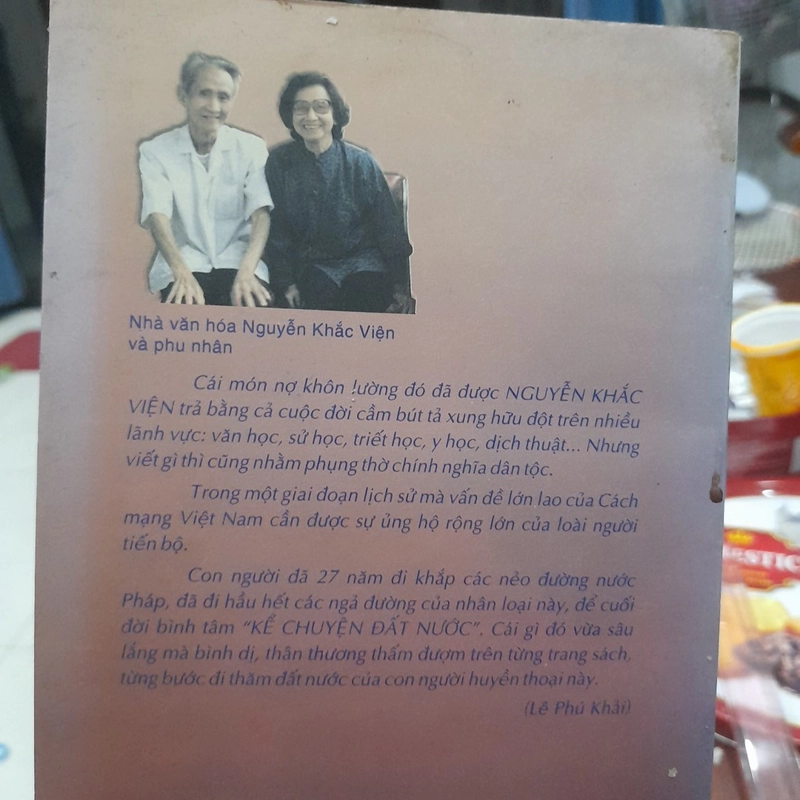 Nhà văn hóa Nguyễn Khắc Viện
và phu nhân
Cái món nợ khôn lường đó đã được NGUYỄN KHẮC
VIỆN trả bằng cả cuộc đời cầm bút tả xung hữu đột trên nhiều
lãnh vực: văn học, sử học, triết học, y học, dịch thuật... Nhưng
viết gì thì cũng nhằm phụng thờ chính nghĩa dân tộc.
Trong một giai đoạn lịch sử mà vấn đề lớn lao của Cách
mạng Việt Nam cần được sự ủng hộ rộng lớn của loài người
tiến bộ.
Con người đã 27 năm đi khắp các nẻo đường nước
Pháp, đã đi hầu hết các ngả đường của nhân loại này, để cuối
đời bình tâm "KỂ CHUYỆN ĐẤT NƯỚC". Cái gì đó vừa sâu
lắng mà bình dị, thân thương thấm đượm trên từng trang sách,
từng bước đi thăm đất nước của con người huyền thoại này.
(Lê Phú Khải)